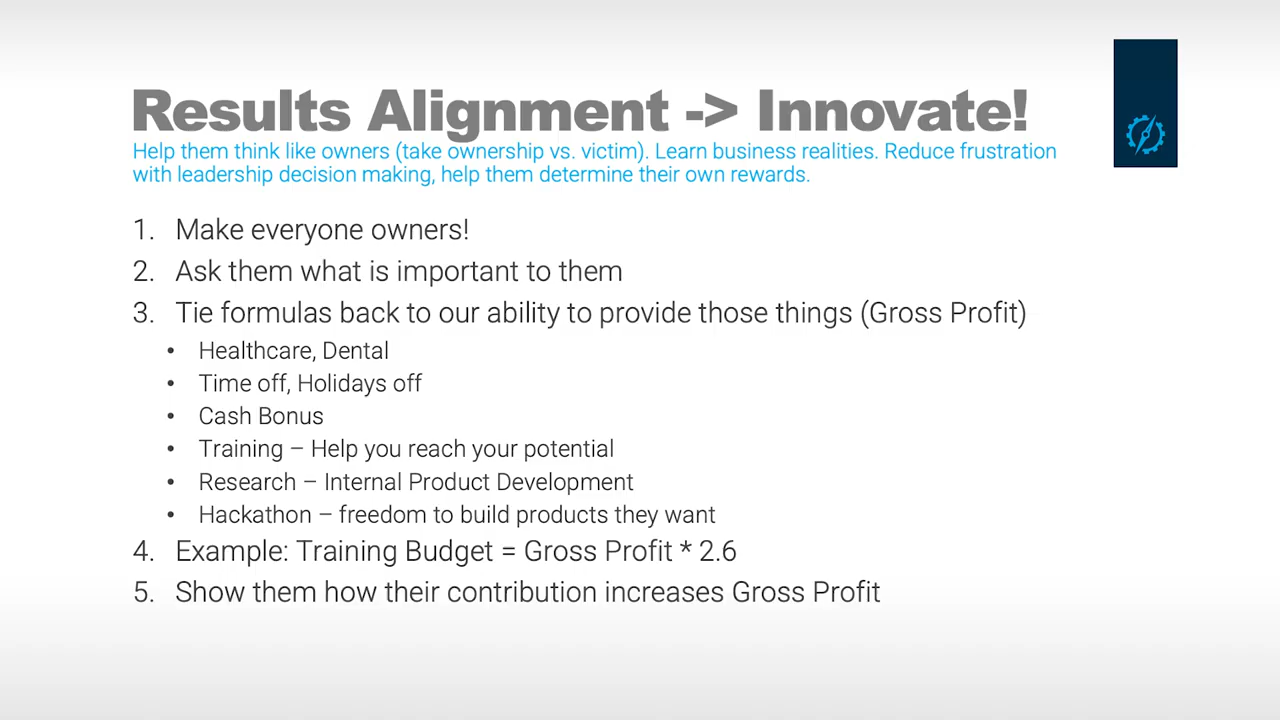 Results Alignment -> Innovate!
Help them think like owners (take ownership vs. victim). Learn business realities. Reduce frustration
with leadership decision making, help them determine their own rewards.
1. Make everyone owners!
2. Ask them what is important to them
3. Tie formulas back to our ability to provide those things (Gross Profit)
• Healthcare, Dental
• Time off, Holidays off
• Cash Bonus
• Training – Help you reach your potential
• Research – Internal Product Development
• Hackathon – freedom to build products they want
4. Example: Training Budget = Gross Profit * 2.6
5. Show them how their contribution increases Gross Profit